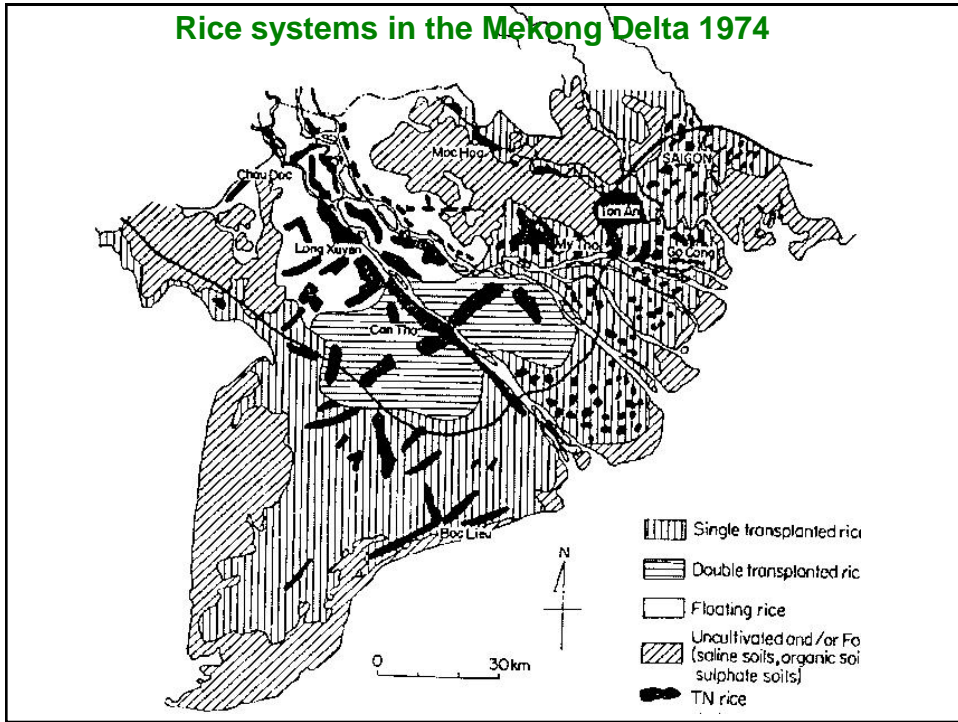 Rice systems in the Mekong Delta 1974
Moc Hoa
SAIGON
Chau Doc
Tan An
My Tho
Go Cong
Long Xuyen
Can Tho
Bac Lieu
N
0 30km
Single transplanted ric
Double transplanted ric
Floating rice
Uncultivated and/or Fo
(saline soils, organic soi
sulphate soils)
TN rice